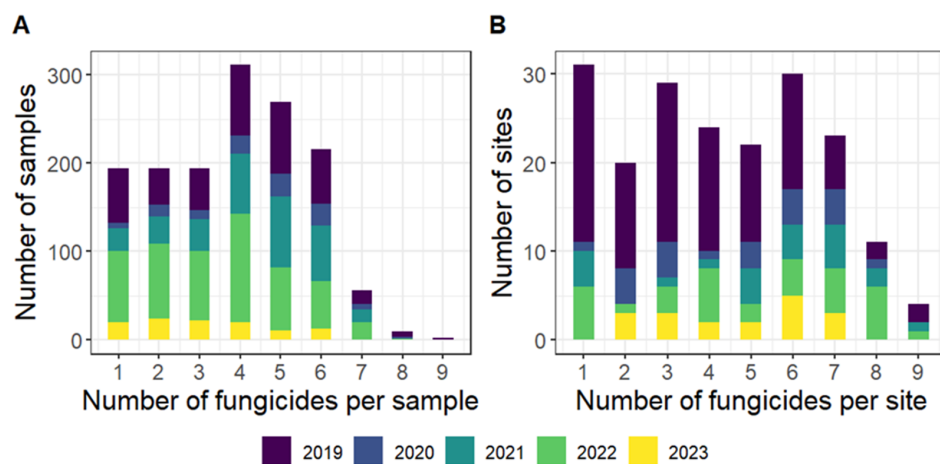 A
Number of samples
300
200
100
0
1 2 3 4 5 6 7 8 9
Number of fungicides per sample
B
Number of sites
30
20
10
0
1 2 3 4 5 6 7 8 9
Number of fungicides per site
2019 2020 2021 2022 2023